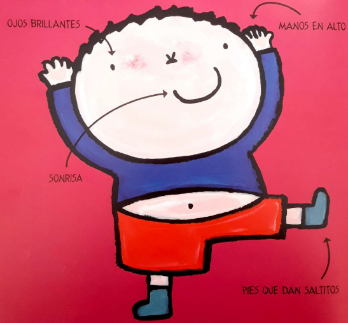 OJOS BRILLANTES
MANOS EN ALTO
SONRISA
PIES QUE DAN SALTITOS